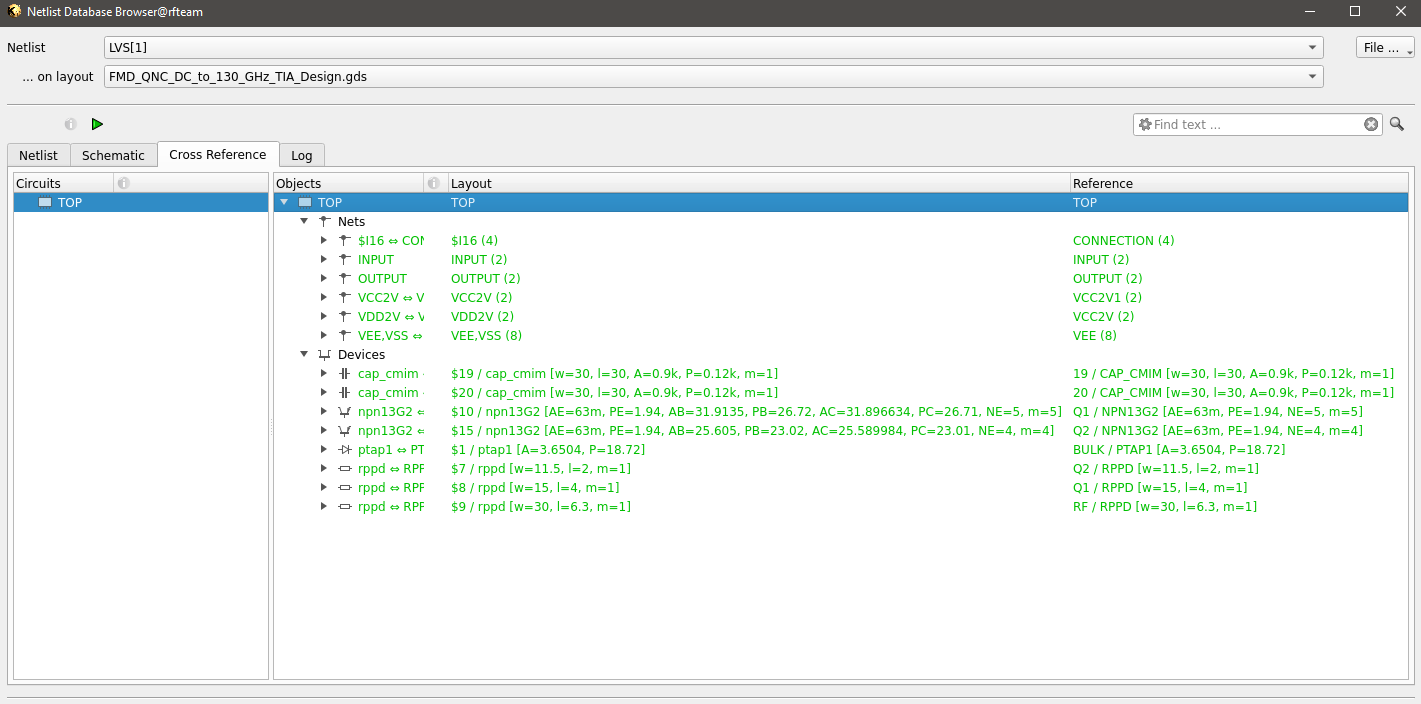 Netlist Database Browser@rfteam
Netlist LVS[1] File ...
... on layout FMD_QNC_DC_to_130_GHz_TIA_Design.gds
Find text ...
Netlist Schematic Cross Reference Log
Circuits
TOP
Objects Layout Reference
TOP TOP TOP
Nets
$I16 ⇔ CON $I16 (4) CONNECTION (4)
INPUT INPUT (2) INPUT (2)
OUTPUT OUTPUT (2) OUTPUT (2)
VCC2V ⇔ V VCC2V (2) VCC2V1 (2)
VDD2V ⇔ V VDD2V (2) VCC2V (2)
VEE,VSS ⇔ VEE,VSS (8) VEE (8)
Devices
cap_cmim $19 / cap_cmim [w=30, l=30, A=0.9k, P=0.12k, m=1] 19 / CAP_CMIM [w=30, l=30, A=0.9k, P=0.12k, m=1]
cap_cmim $20 / cap_cmim [w=30, l=30, A=0.9k, P=0.12k, m=1] 20 / CAP_CMIM [w=30, l=30, A=0.9k, P=0.12k, m=1]
npn13G2 ⇔ $10 / npn13G2 [AE=63m, PE=1.94, AB=31.9135, PB=26.72, AC=31.896634, PC=26.71, NE=5, m=5] Q1 / NPN13G2 [AE=63m, PE=1.94, NE=5, m=5]
npn13G2 ⇔ $15 / npn13G2 [AE=63m, PE=1.94, AB=25.605, PB=23.02, AC=25.589984, PC=23.01, NE=4, m=4] Q2 / NPN13G2 [AE=63m, PE=1.94, NE=4, m=4]
ptap1 ⇔ PT $1 / ptap1 [A=3.6504, P=18.72] BULK / PTAP1 [A=3.6504, P=18.72]
rppd ⇔ RPP $7 / rppd [w=11.5, l=2, m=1] Q2 / RPPD [w=11.5, l=2, m=1]
rppd ⇔ RPP $8 / rppd [w=15, l=4, m=1] Q1 / RPPD [w=15, l=4, m=1]
rppd ⇔ RPP $9 / rppd [w=30, l=6.3, m=1] RF / RPPD [w=30, l=6.3, m=1]